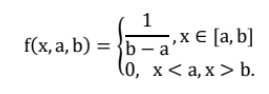 f(x, a, b) = { 1 / (b − a) , x ∈ [a, b]
0, x < a, x > b.